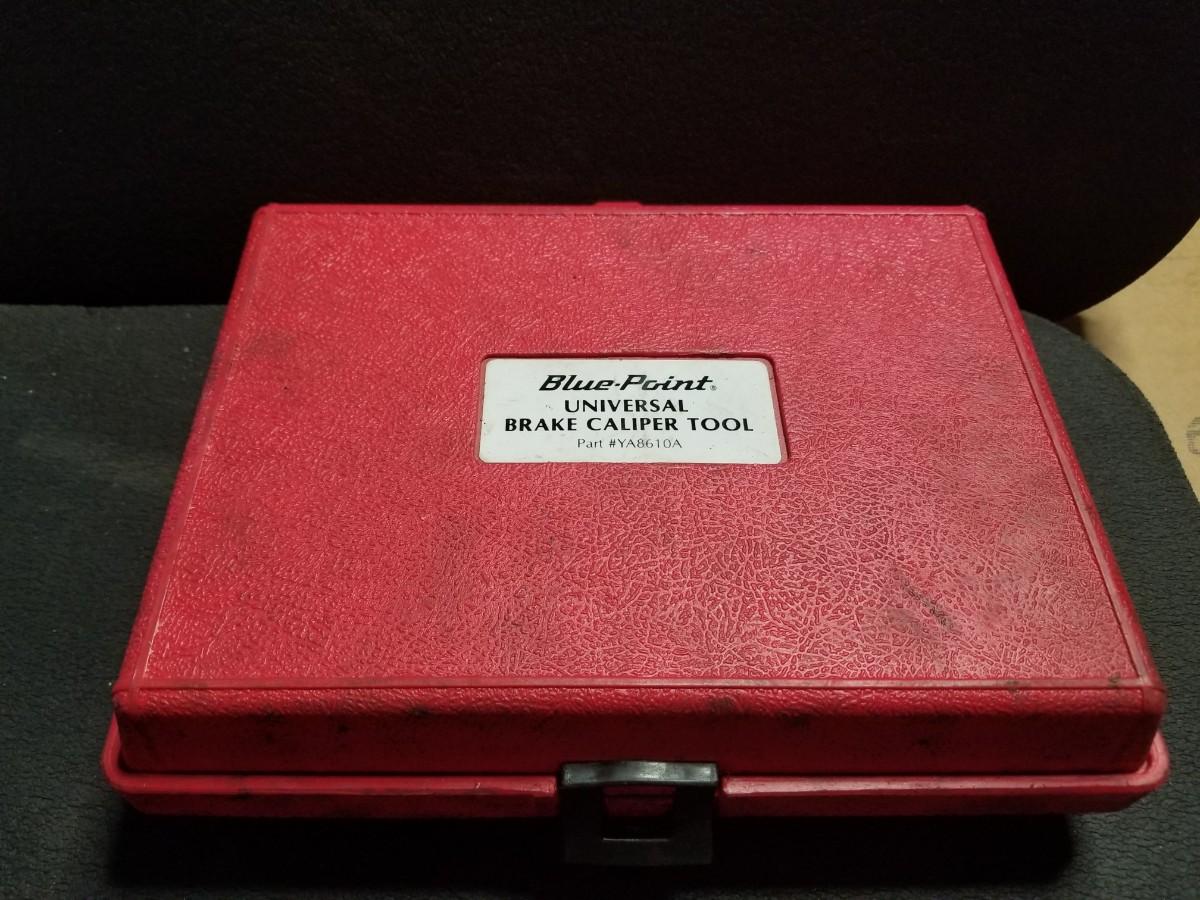 Blue-Point®
UNIVERSAL
BRAKE CALIPER TOOL
Part #YA8610A